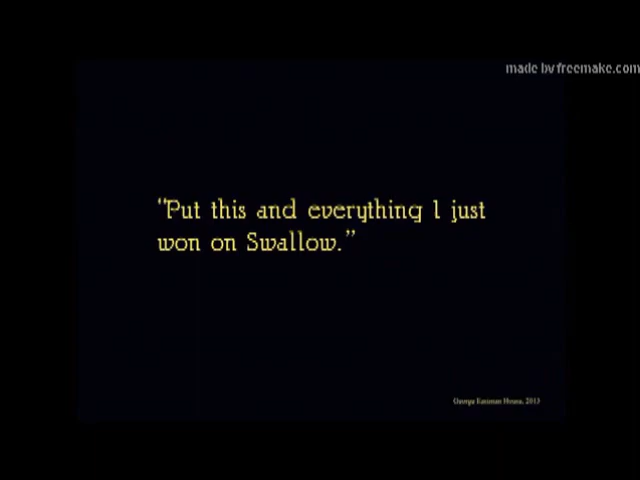 made by freemake.com
“Put this and everything I just
won on Swallow.”
George Eastman House, 2013